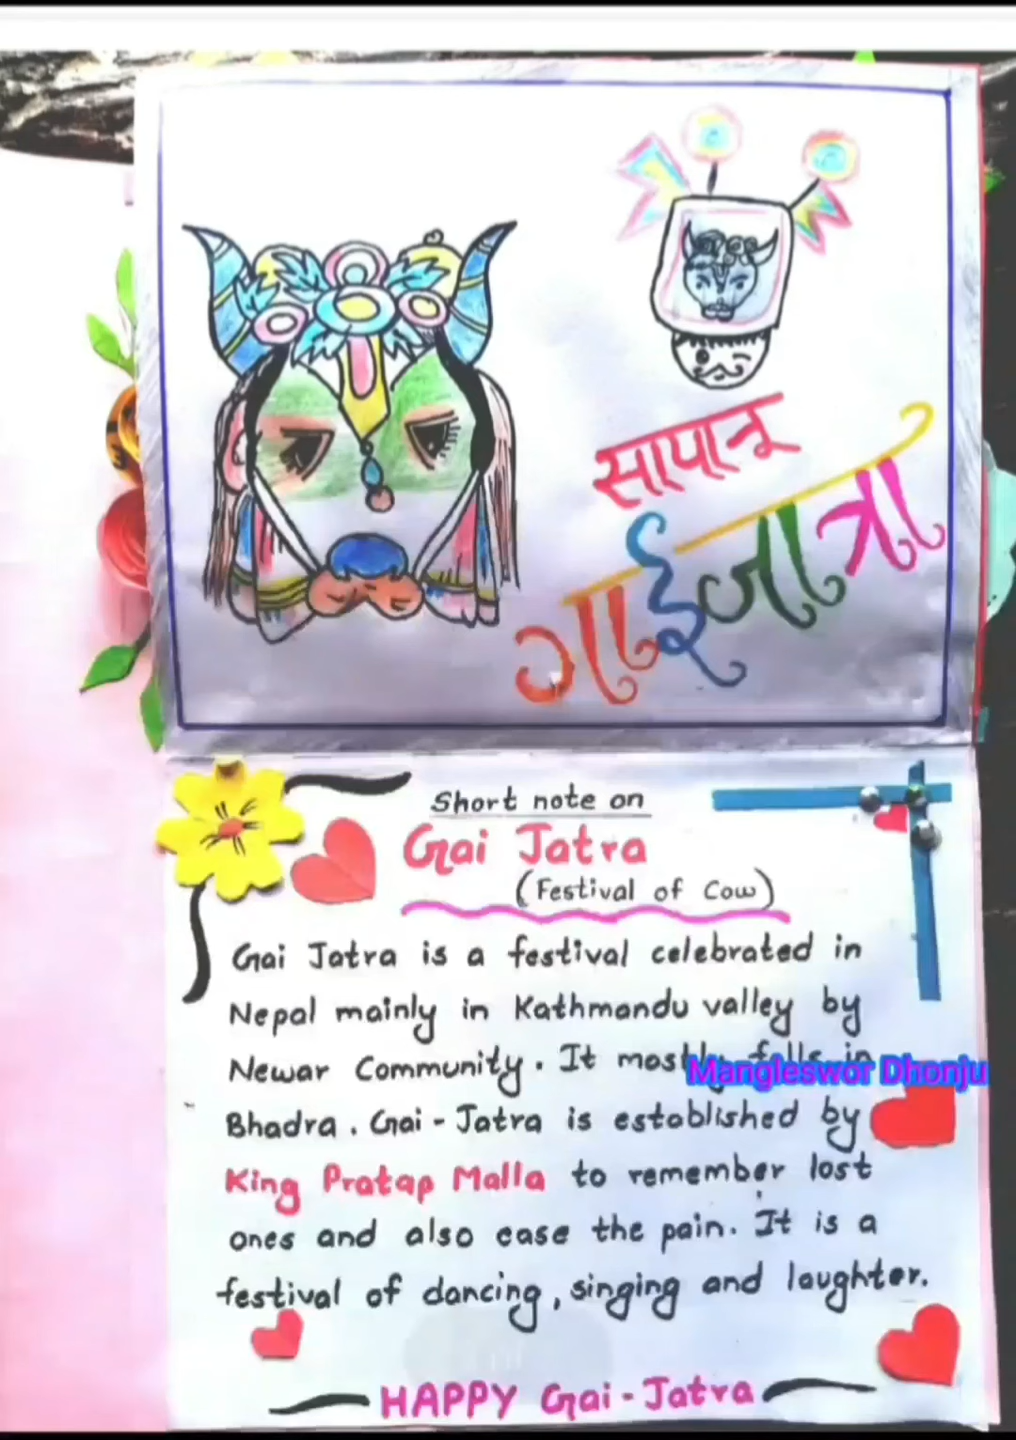 सापारू
गाईजात्रा
Short note on
Gai Jatra
(Festival of Cow)
Gai Jatra is a festival celebrated in
Nepal mainly in Kathmandu valley by
Newar Community. It mostly falls in
Mangleswor Dhonju
Bhadra. Gai-Jatra is established by
King Pratap Malla to remember lost
ones and also ease the pain. It is a
festival of dancing, singing and laughter.
HAPPY Gai-Jatra